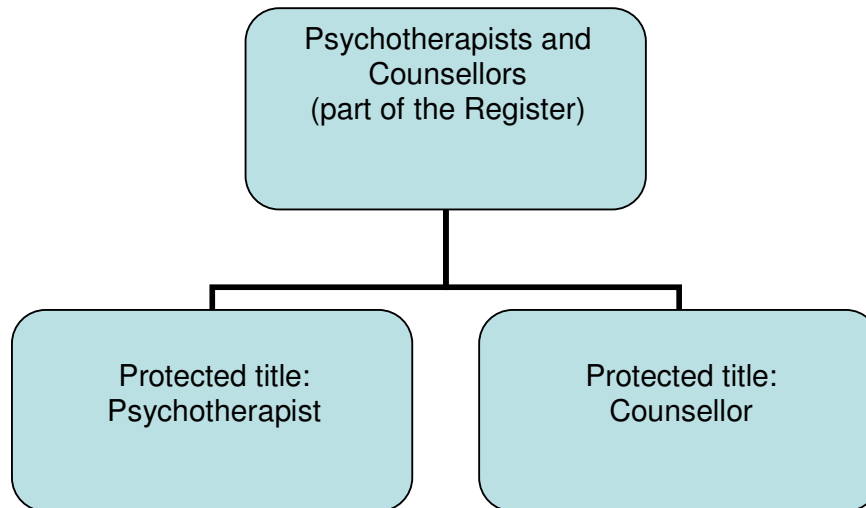 Psychotherapists and
Counsellors
(part of the Register)
Protected title:
Psychotherapist
Protected title:
Counsellor